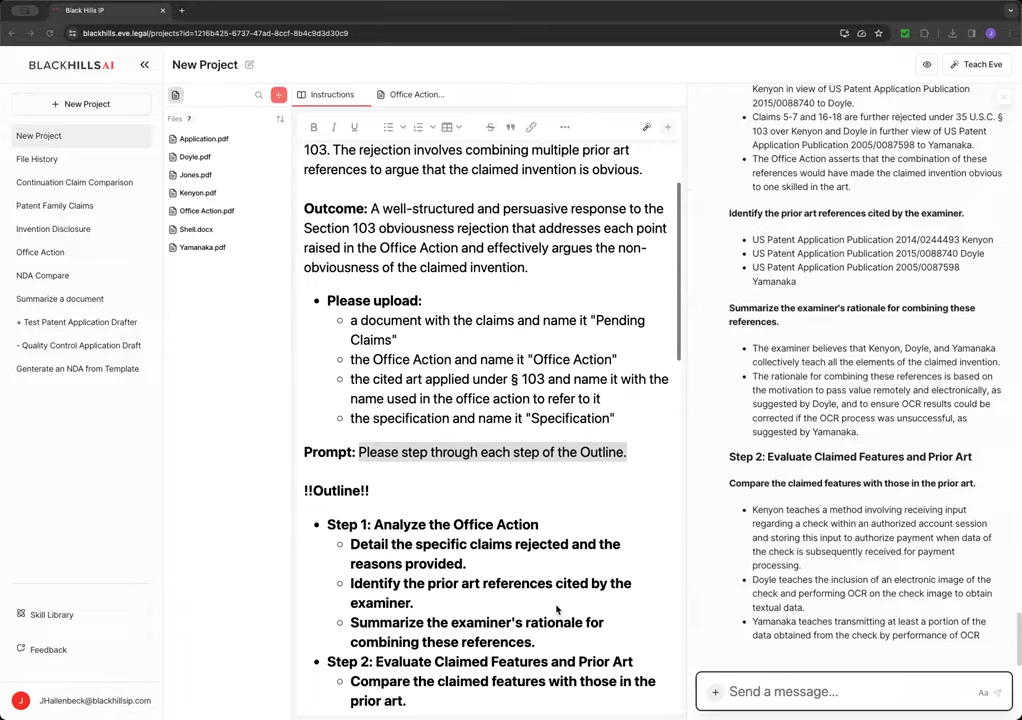 Black Hills IP
blackhills.eve.legal/projects?id=1216b425-6737-47ad-8ccf-8b4c9d3d30c9
BLACKHILLSAI
New Project
Teach Eve
+ New Project
New Project
File History
Continuation Claim Comparison
Patent Family Claims
Invention Disclosure
Office Action
NDA Compare
Summarize a document
+ Test Patent Application Drafter
- Quality Control Application Draft
Genterate an NDA from Template
Skill Library
Feedback
J
JHallenbeck@blackhillsip.com
Files 7
Application.pdf
Doyle.pdf
Jones.pdf
Kenyon.pdf
Office Action.pdf
Shell.docx
Yamanaka.pdf
Instructions
Office Action...
B I U S
103. The rejection involves combining multiple prior art
references to argue that the claimed invention is obvious.
Outcome: A well-structured and persuasive response to the
Section 103 obviousness rejection that addresses each point
raised in the Office Action and effectively argues the non-
obviousness of the claimed invention.
• Please upload:
○ a document with the claims and name it "Pending
Claims"
○ the Office Action and name it "Office Action"
○ the cited art applied under § 103 and name it with the
name used in the office action to refer to it
○ the specification and name it "Specification"
Prompt: Please step through each step of the Outline.
!!Outline!!
• Step 1: Analyze the Office Action
○ Detail the specific claims rejected and the
reasons provided.
○ Identify the prior art references cited by the
examiner.
○ Summarize the examiner's rationale for
combining these references.
• Step 2: Evaluate Claimed Features and Prior Art
○ Compare the claimed features with those in the
prior art.
Kenyon in view of US Patent Application Publication
2015/0088740 to Doyle.
• Claims 5-7 and 16-18 are further rejected under 35 U.S.C. §
103 over Kenyon and Doyle in further view of US Patent
Application Publication 2005/0087598 to Yamanaka.
• The Office Action asserts that the combination of these
references would have made the claimed invention obvious
to one skilled in the art.
Identify the prior art references cited by the examiner.
• US Patent Application Publication 2014/0244493 Kenyon
• US Patent Application Publication 2015/0088740 Doyle
• US Patent Application Publication 2005/0087598
Yamanaka
Summarize the examiner's rationale for combining these
references.
• The examiner believes that Kenyon, Doyle, and Yamanaka
collectively teach all the elements of the claimed invention.
• The rationale for combining these references is based on
the motivation to pass value remotely and electronically, as
suggested by Doyle, and to ensure OCR results could be
corrected if the OCR process was unsuccessful, as
suggested by Yamanaka.
Step 2: Evaluate Claimed Features and Prior Art
Compare the claimed features with those in the prior art.
• Kenyon teaches a method involving receiving input
regarding a check within an authorized account session
and storing this input to authorize payment when data of
the check is subsequently received for payment
processing.
• Doyle teaches the inclusion of an electronic image of the
check and performing OCR on the check image to obtain
textual data.
• Yamanaka teaches transmitting at least a portion of the
data obtained from the check by performance of OCR
Send a message...
Aa